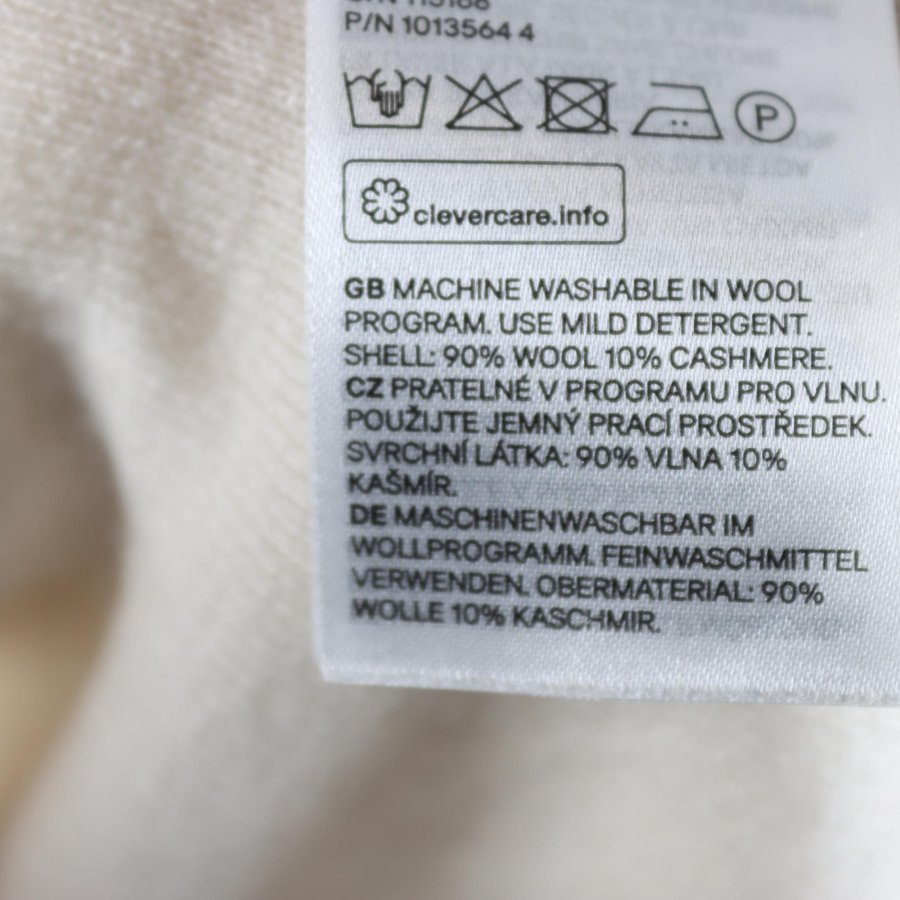 P/N 1013564 4
P
clevercare.info
GB MACHINE WASHABLE IN WOOL
PROGRAM. USE MILD DETERGENT.
SHELL: 90% WOOL 10% CASHMERE.
CZ PRATELNÉ V PROGRAMU PRO VLNU.
POUŽIJTE JEMNÝ PRACÍ PROSTŘEDEK.
SVRCHNÍ LÁTKA: 90% VLNA 10%
KAŠMÍR.
DE MASCHINENWASCHBAR IM
WOLLPROGRAMM. FEINWASCHMITTEL
VERWENDEN. OBERMATERIAL: 90%
WOLLE 10% KASCHMIR.